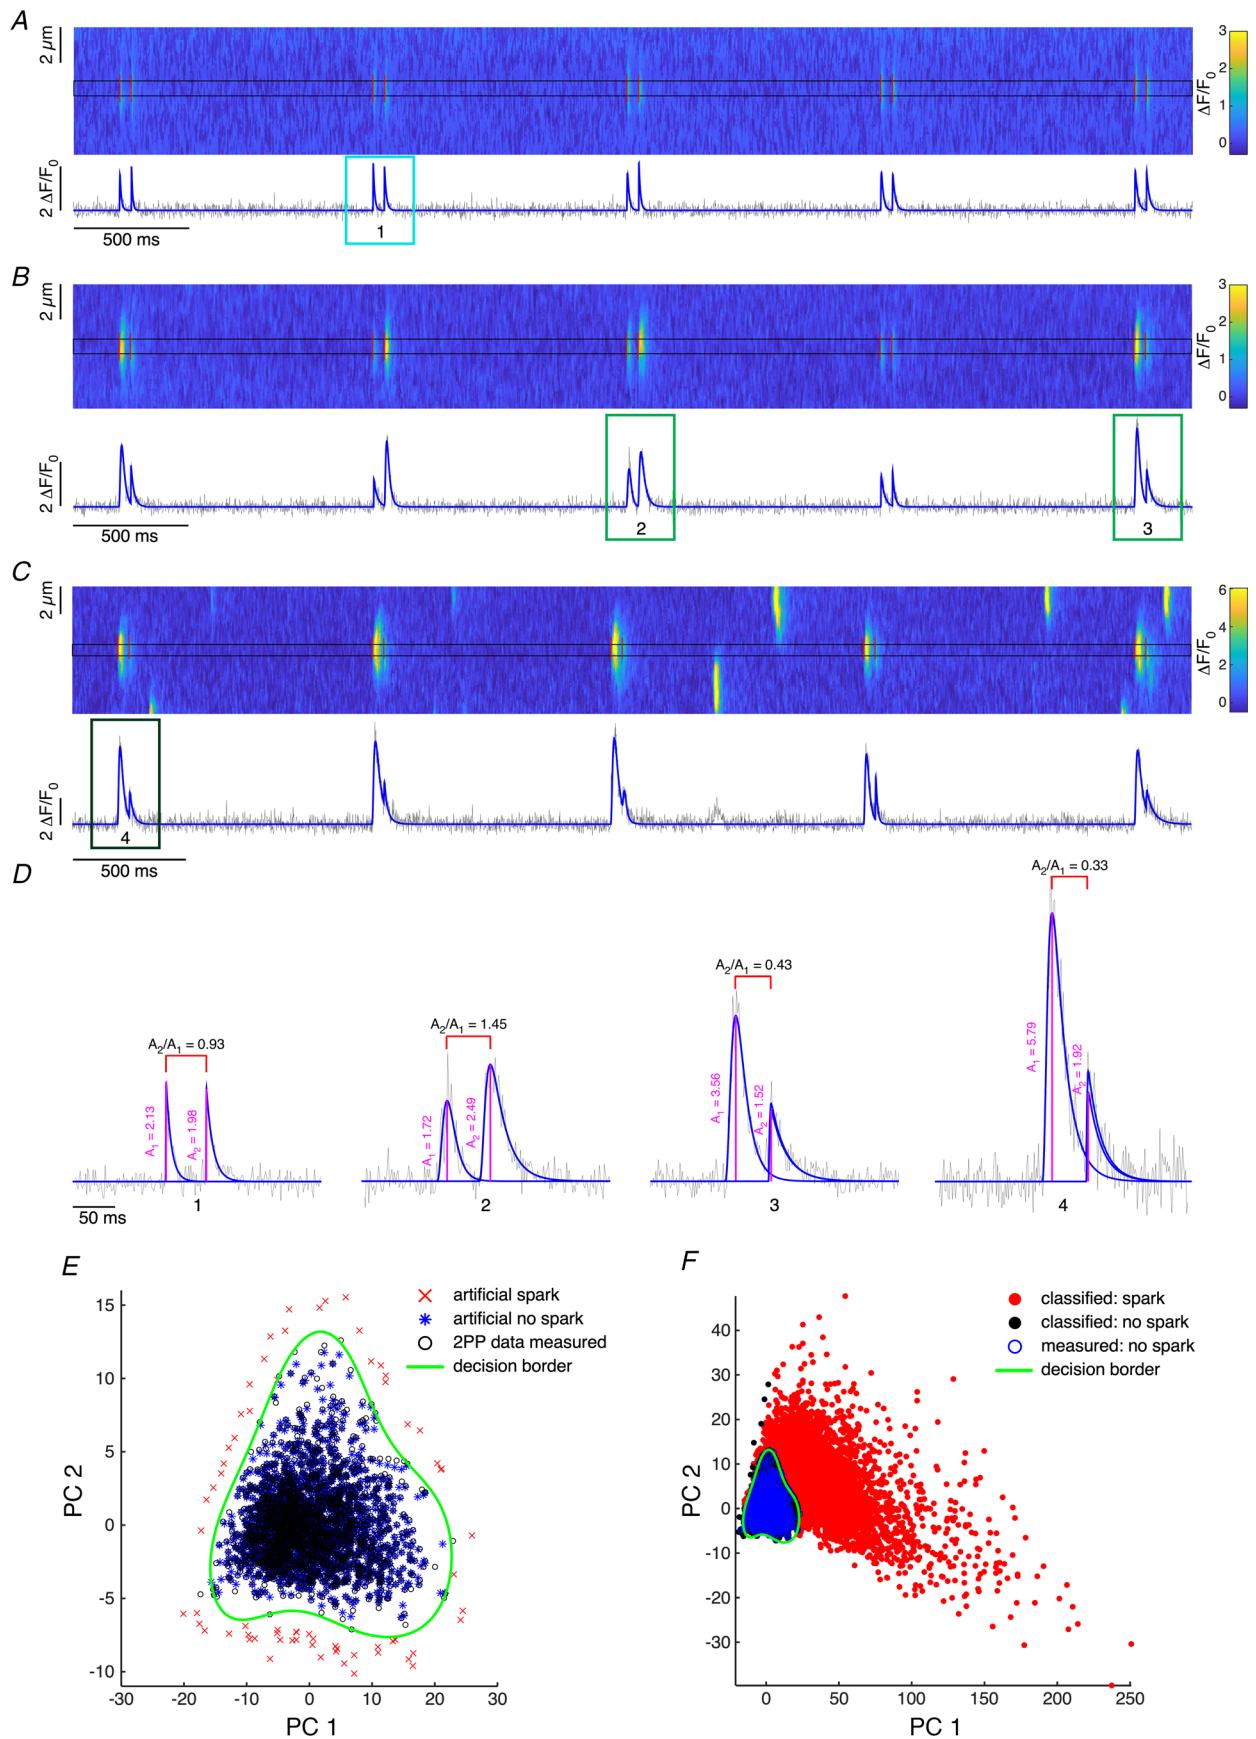 A
2 µm
3
2
1
0
ΔF/F0
2 ΔF/F0
500 ms
1
B
2 µm
3
2
1
0
ΔF/F0
2 ΔF/F0
500 ms
2
3
C
2 µm
6
4
2
0
ΔF/F0
2 ΔF/F0
4
500 ms
D
A2/A1 = 0.93
A1 = 2.13
A2 = 1.98
1
50 ms
A2/A1 = 1.45
A1 = 1.72
A2 = 2.49
2
A2/A1 = 0.43
A1 = 3.56
A2 = 1.52
3
A2/A1 = 0.33
A1 = 5.79
A2 = 1.92
4
E
15
10
5
0
-5
-10
PC 2
-30 -20 -10 0 10 20 30
PC 1
artificial spark
artificial no spark
2PP data measured
decision border
F
40
30
20
10
0
-10
-20
-30
PC 2
0 50 100 150 200 250
PC 1
classified: spark
classified: no spark
measured: no spark
decision border